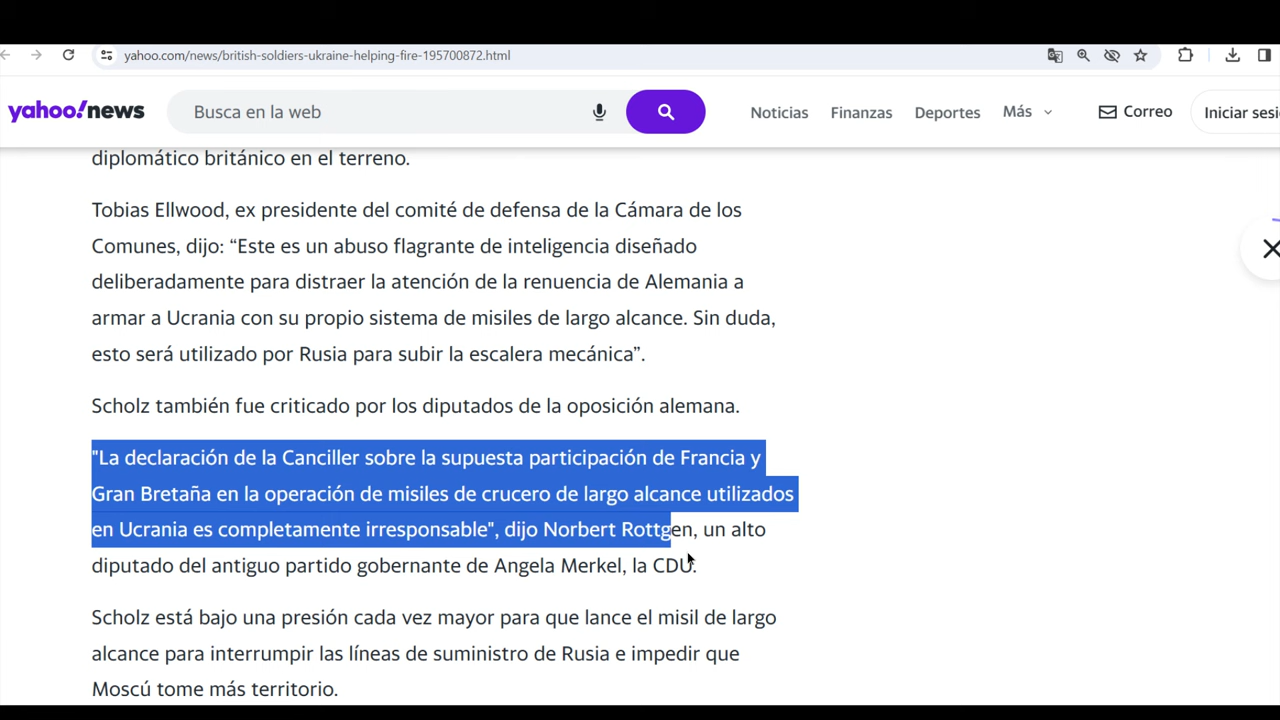 yahoo.com/news/british-soldiers-ukraine-helping-fire-195700872.html
yahoo!news
Busca en la web
Noticias
Finanzas
Deportes
Más
Correo
Iniciar sesi
diplomático británico en el terreno.
Tobias Ellwood, ex presidente del comité de defensa de la Cámara de los
Comunes, dijo: “Este es un abuso flagrante de inteligencia diseñado
deliberadamente para distraer la atención de la renuencia de Alemania a
armar a Ucrania con su propio sistema de misiles de largo alcance. Sin duda,
esto será utilizado por Rusia para subir la escalera mecánica”.
Scholz también fue criticado por los diputados de la oposición alemana.
"La declaración de la Canciller sobre la supuesta participación de Francia y
Gran Bretaña en la operación de misiles de crucero de largo alcance utilizados
en Ucrania es completamente irresponsable", dijo Norbert Rottgen, un alto
diputado del antiguo partido gobernante de Angela Merkel, la CDU.
Scholz está bajo una presión cada vez mayor para que lance el misil de largo
alcance para interrumpir las líneas de suministro de Rusia e impedir que
Moscú tome más territorio.